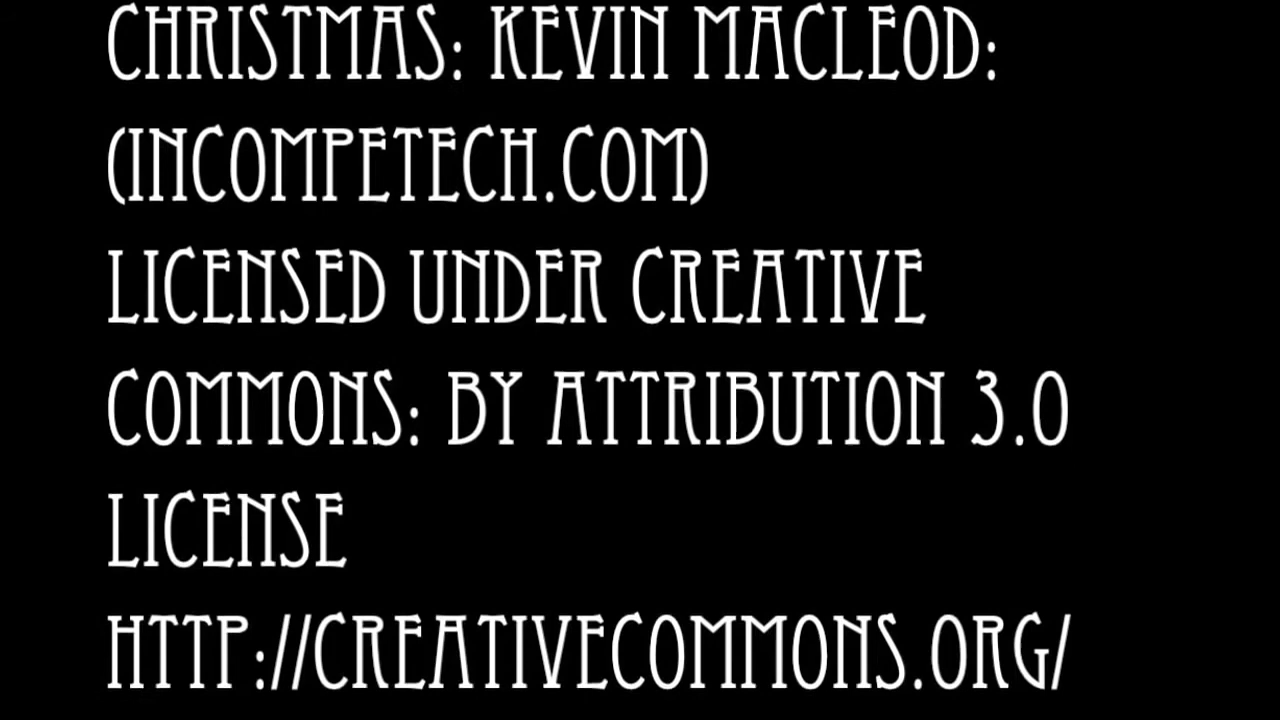 CHRISTMAS: KEVIN MACLEOD:
(INCOMPETECH.COM)
LICENSED UNDER CREATIVE
COMMONS: BY ATTRIBUTION 3.0
LICENSE
HTTP://CREATIVECOMMONS.ORG/